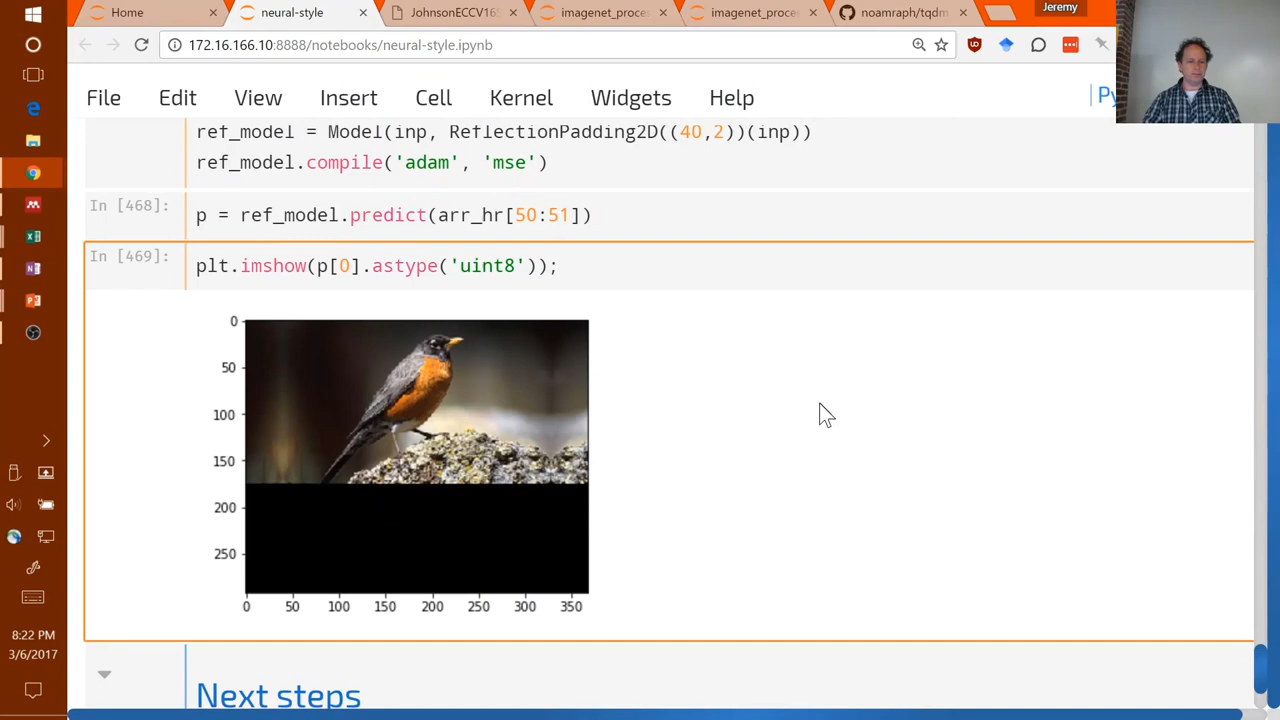 Home
neural-style
JohnsonECCV16S
imagenet_proces
imagenet_proces
noamraph/tqdm
Jeremy
172.16.166.10:8888/notebooks/neural-style.ipynb
File Edit View Insert Cell Kernel Widgets Help
ref_model = Model(inp, ReflectionPadding2D((40,2))(inp))
ref_model.compile('adam', 'mse')
In [468]:
p = ref_model.predict(arr_hr[50:51])
In [469]:
plt.imshow(p[0].astype('uint8'));
0
50
100
150
200
250
0 50 100 150 200 250 300 350
Next steps
8:22 PM
3/6/2017